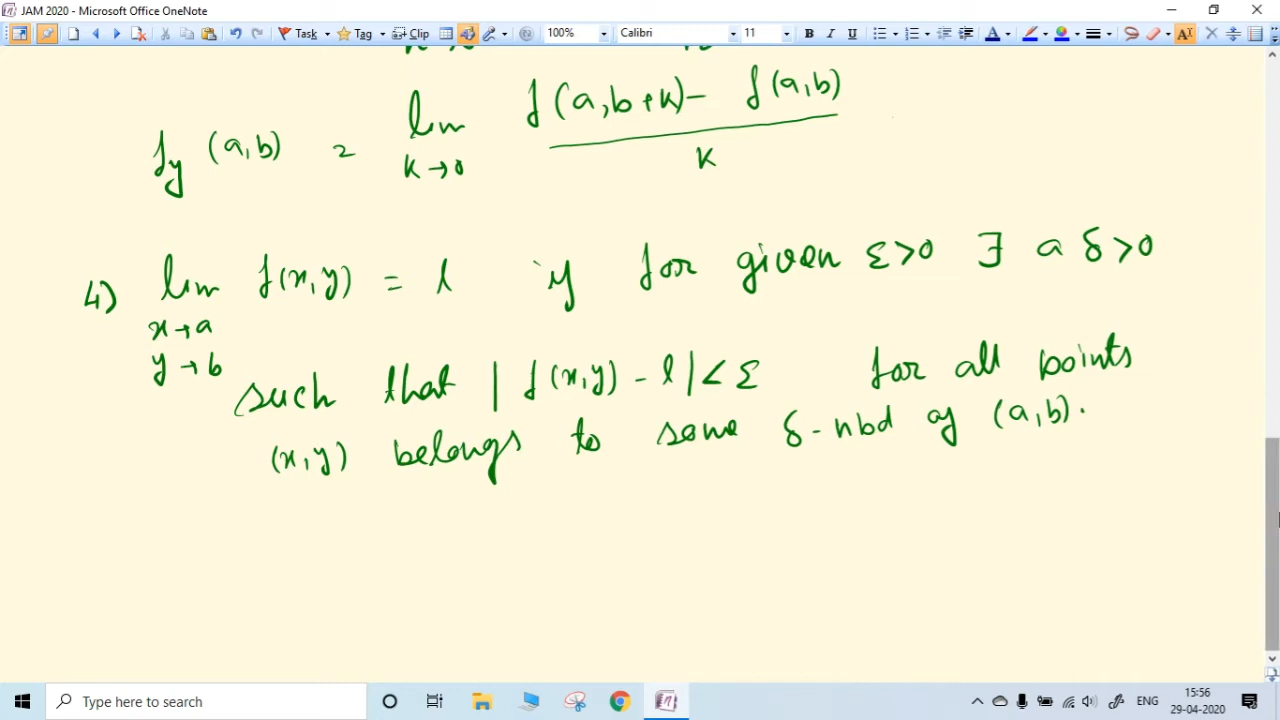 JAM 2020 - Microsoft Office OneNote
Task Tag Clip 100% Calibri 11 B I U A
f(a,b+k) - f(a,b)
fy (a,b) = lim
k→0 k
4) lim f(x,y) = l if for given ε>0 ∃ a δ>0
x→a
y→b
such that | f(x,y) - l | < ε for all points
(x,y) belongs to some δ-nbd of (a,b).
Type here to search
ENG
15:56
29-04-2020